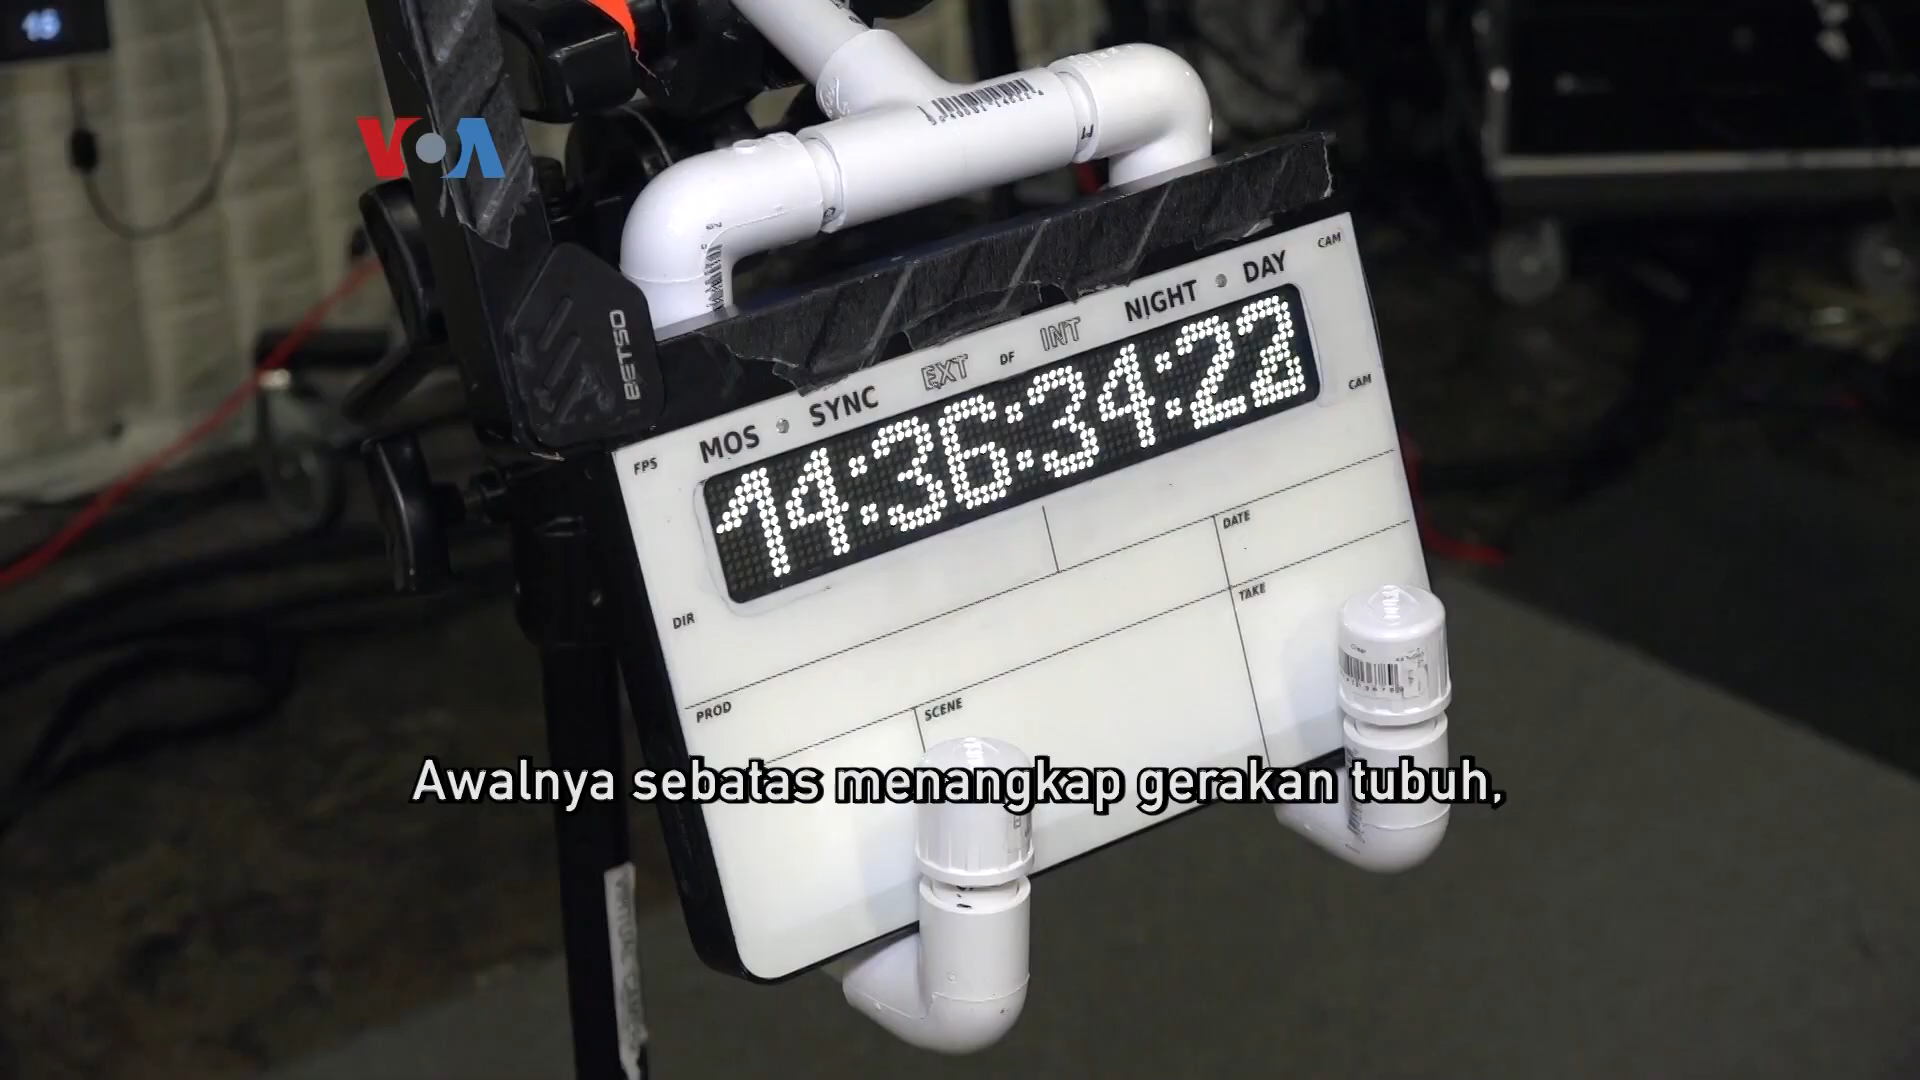 15
VOA
BETSO
CAM
NIGHT DAY
EXT DF INT
MOS SYNC
FPS
CAM
14:36:34:22
DATE
DIR
TAKE
PROD
SCENE
Awalnya sebatas menangkap gerakan tubuh,